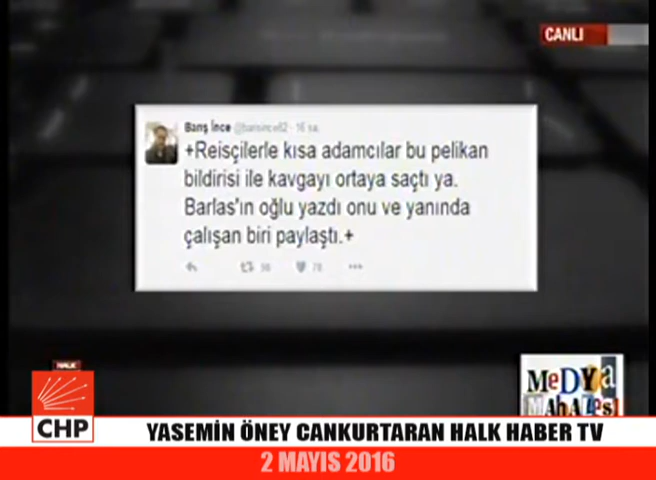 CANLI
Barış İnce @barisince82 · 16 sa.
+Reisçilerle kısa adamcılar bu pelikan
bildirisi ile kavgayı ortaya saçtı ya.
Barlas'ın oğlu yazdı onu ve yanında
çalışan biri paylaştı.+
HALK
MeDYa
MaHaLlesi
CHP
YASEMİN ÖNEY CANKURTARAN HALK HABER TV
2 MAYIS 2016